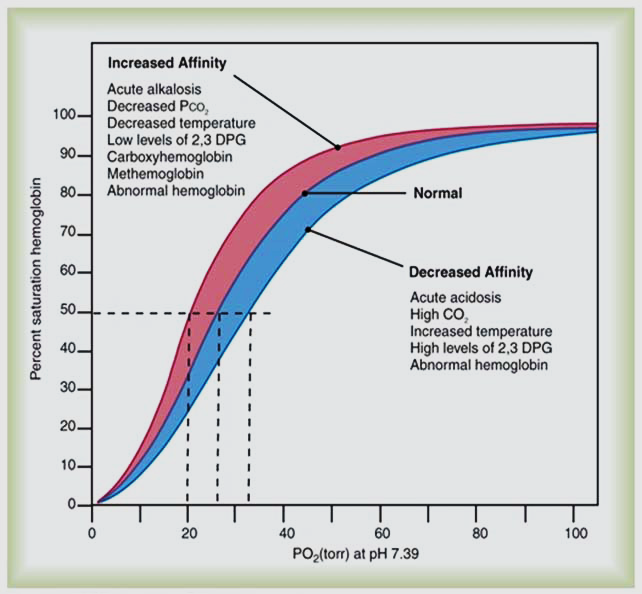 Increased Affinity
Acute alkalosis
Decreased PCO2
Decreased temperature
Low levels of 2,3 DPG
Carboxyhemoglobin
Methemoglobin
Abnormal hemoglobin
Normal
Decreased Affinity
Acute acidosis
High CO2
Increased temperature
High levels of 2,3 DPG
Abnormal hemoglobin
Percent saturation hemoglobin
100
90
80
70
60
50
40
30
20
10
0
0 20 40 60 80 100
PO2(torr) at pH 7.39